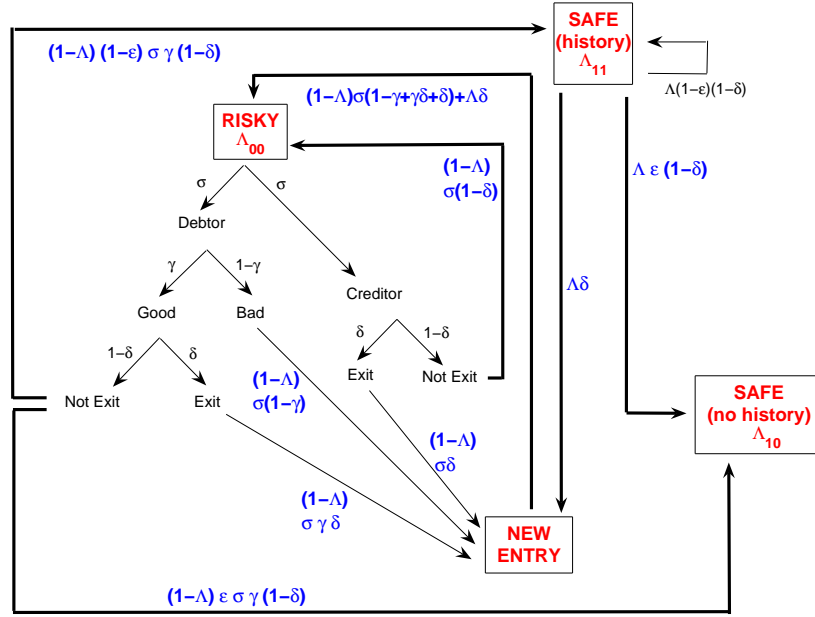 SAFE
(history)
Λ11
(1−Λ) (1−ε) σ γ (1−δ)
Λ(1−ε)(1−δ)
(1−Λ)σ(1−γ+γδ+δ)+Λδ
RISKY
Λ00
(1−Λ)
σ(1−δ)
Λ ε (1−δ)
σ
σ
Debtor
γ
1−γ
Λδ
Creditor
Good
Bad
δ
1−δ
1−δ
δ
Exit
Not Exit
(1−Λ)
σ(1−γ)
Not Exit
Exit
SAFE
(no history)
Λ10
(1−Λ)
σδ
(1−Λ)
σ γ δ
NEW
ENTRY
(1−Λ) ε σ γ (1−δ)